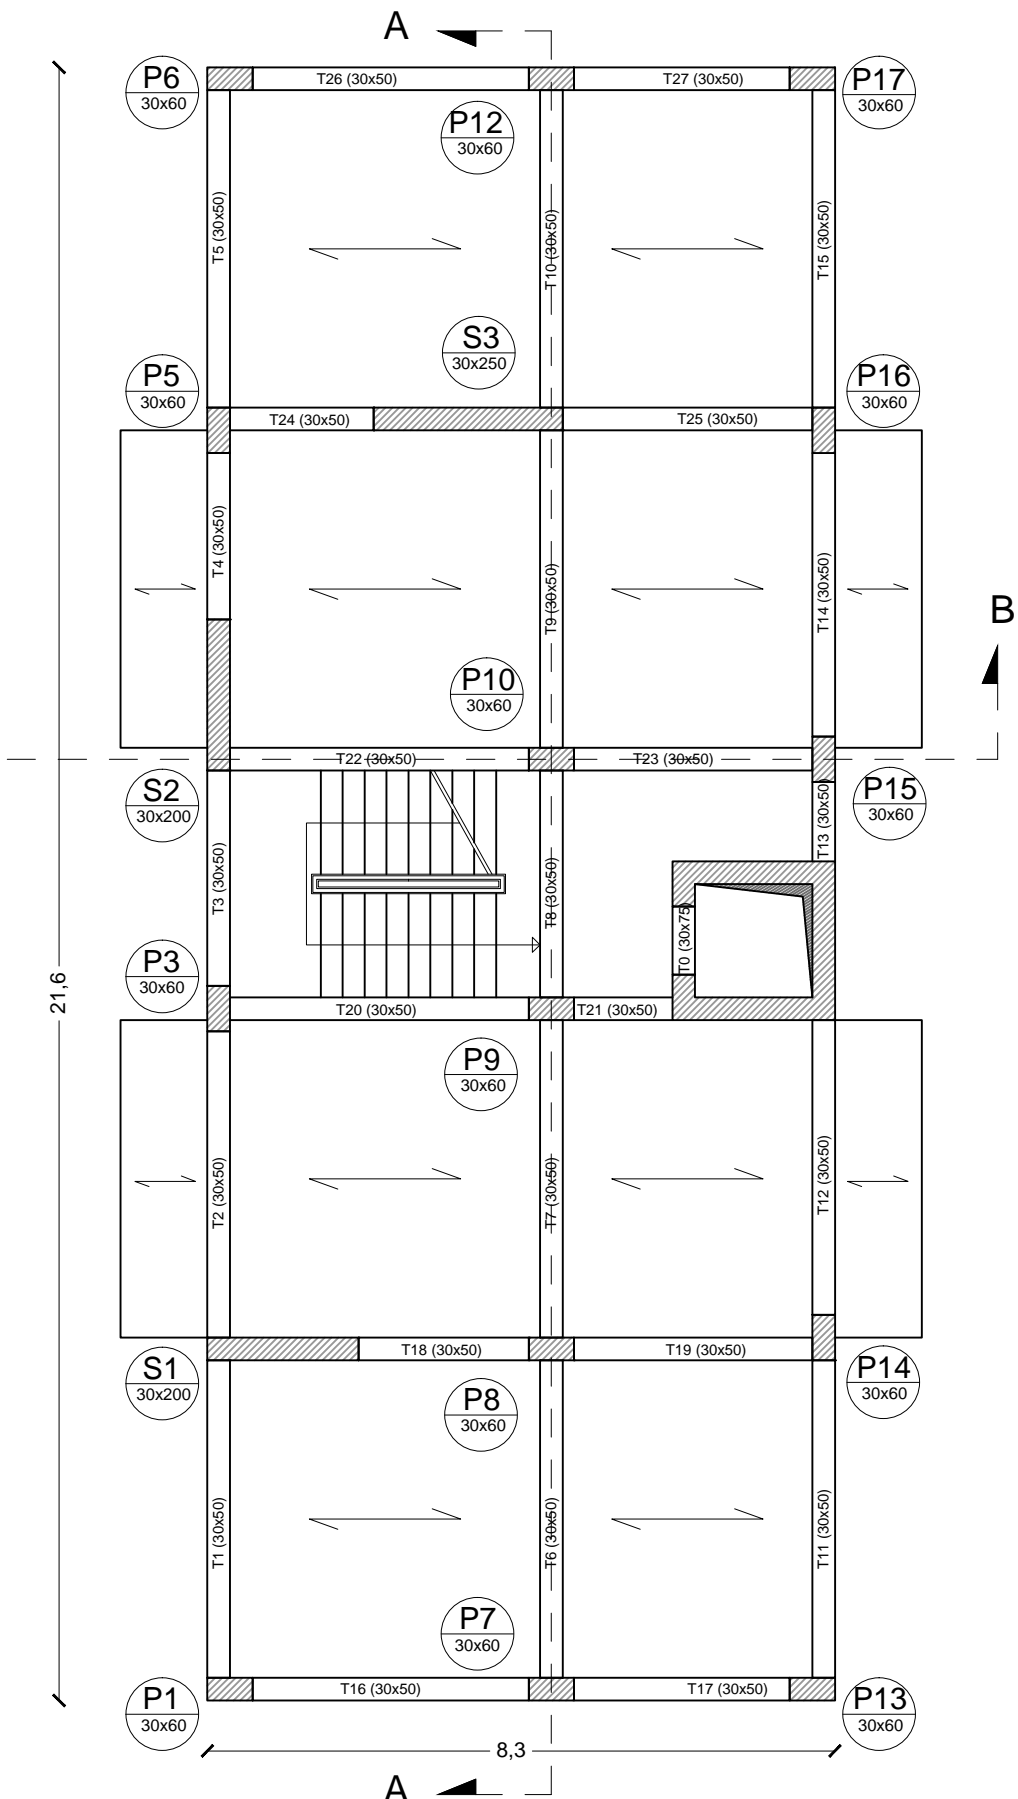 A
P6
30x60
T26 (30x50)
T27 (30x50)
P17
30x60
P12
30x60
T5 (30x50)
T10 (30x50)
T15 (30x50)
S3
30x250
P5
30x60
P16
30x60
T24 (30x50)
T25 (30x50)
T4 (30x50)
T9 (30x50)
T14 (30x50)
B
P10
30x60
T22 (30x50)
T23 (30x50)
S2
30x200
P15
30x60
T13 (30x50)
T3 (30x50)
T8 (30x50)
T0 (30x75)
P3
30x60
21,6
T20 (30x50)
T21 (30x50)
P9
30x60
T2 (30x50)
T7 (30x50)
T12 (30x50)
T18 (30x50)
T19 (30x50)
S1
30x200
P14
30x60
P8
30x60
T1 (30x50)
T6 (30x50)
T11 (30x50)
P7
30x60
T16 (30x50)
T17 (30x50)
P1
30x60
P13
30x60
8,3
A